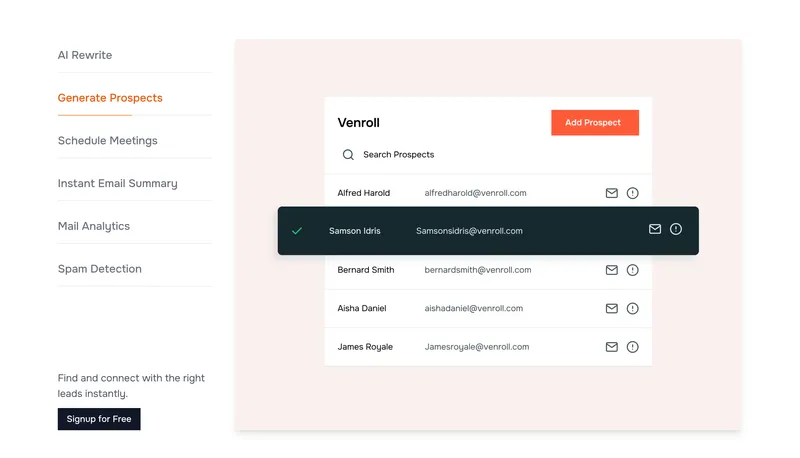 AI Rewrite
Generate Prospects
Schedule Meetings
Instant Email Summary
Mail Analytics
Spam Detection
Find and connect with the right
leads instantly.
Signup for Free
Venroll
Add Prospect
Search Prospects
Alfred Harold alfredharold@venroll.com
Samson Idris Samsonsidris@venroll.com
Bernard Smith bernardsmith@venroll.com
Aisha Daniel aishadaniel@venroll.com
James Royale Jamesroyale@venroll.com